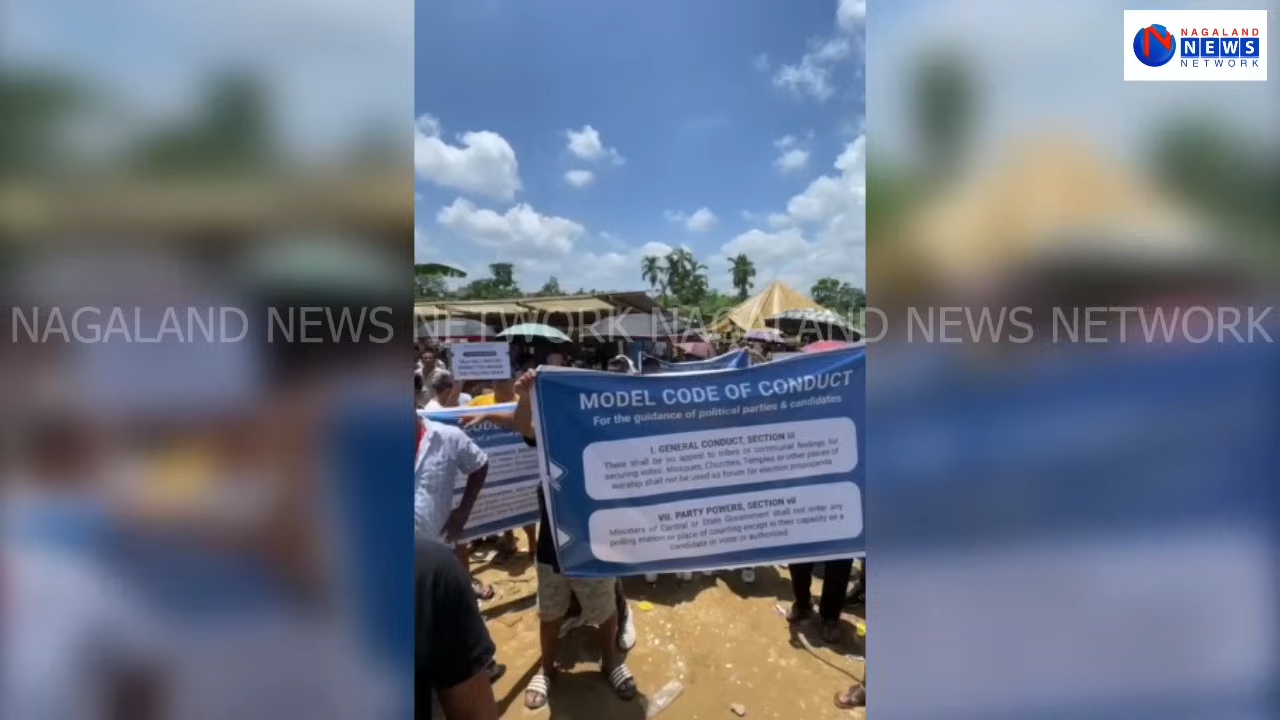 NAGALAND
NEWS
NETWORK
NAGALAND NEWS NETWORK NAGALAND NEWS NETWORK
MODEL CODE OF CONDUCT
For the guidance of political parties & candidates
I. GENERAL CONDUCT, SECTION iii
There shall be no appeal to tribes or communal feelings for
securing votes. Mosques, Churches, Temples or other places of
worship shall not be used as forum for election propoganda
VII. PARTY POWERS, SECTION vii
Ministers of Central or State Government shall not enter any
polling station or place of counting except in their capacity as a
candidate or voter or authorized